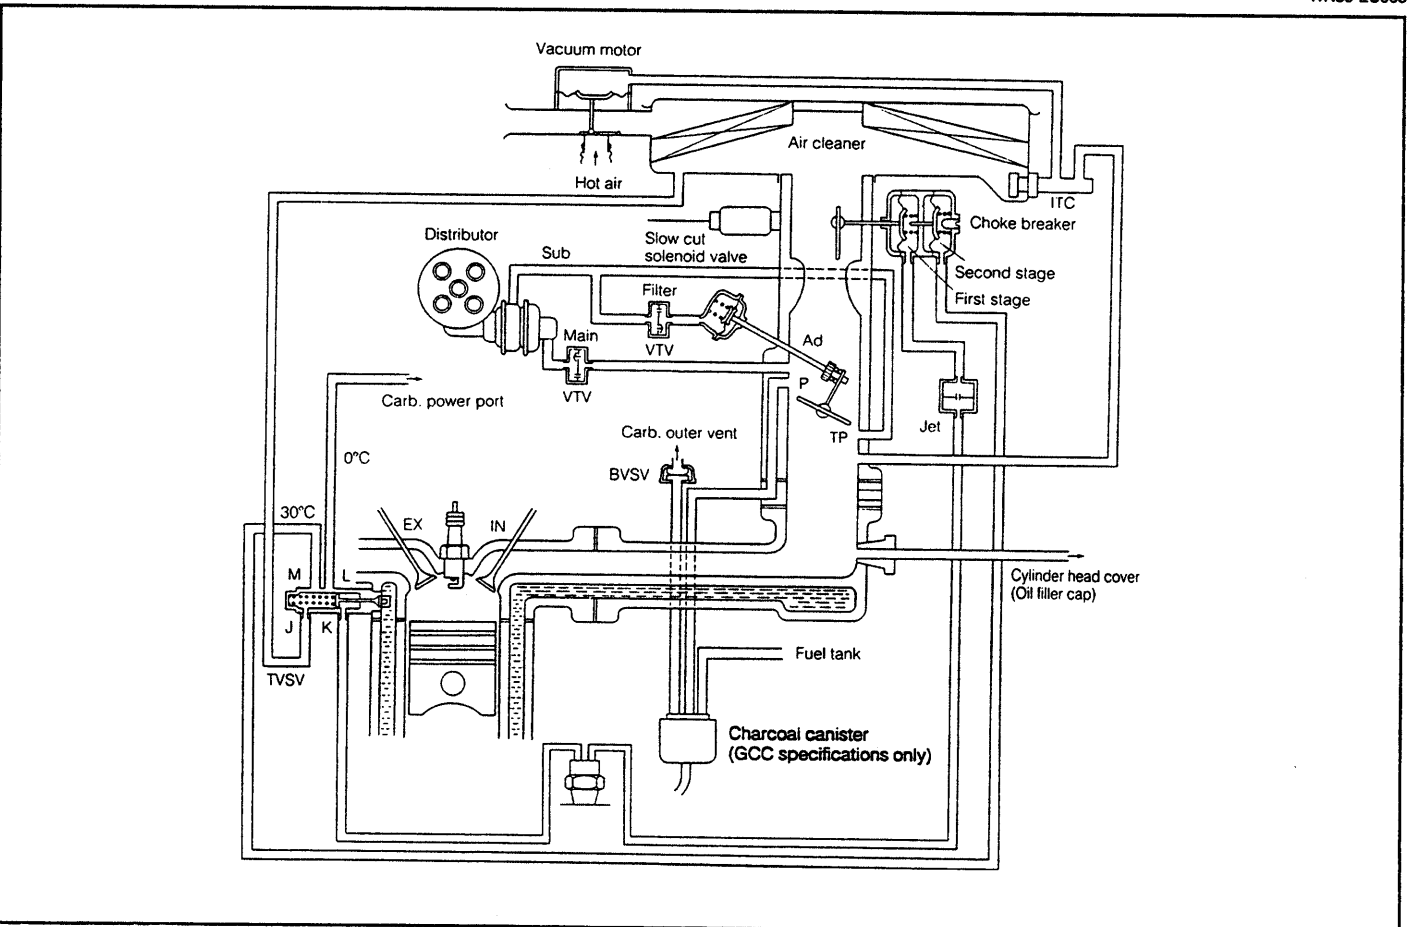 Vacuum motor
Air cleaner
Hot air
ITC
Choke breaker
Slow cut
solenoid valve
Distributor
Sub
Second stage
First stage
Filter
Main
VTV
Ad
VTV
P
Carb. power port
Jet
TP
Carb. outer vent
0°C
BVSV
30°C
EX
IN
M
L
Cylinder head cover
(Oil filler cap)
J
K
TVSV
Fuel tank
Charcoal canister
(GCC specifications only)